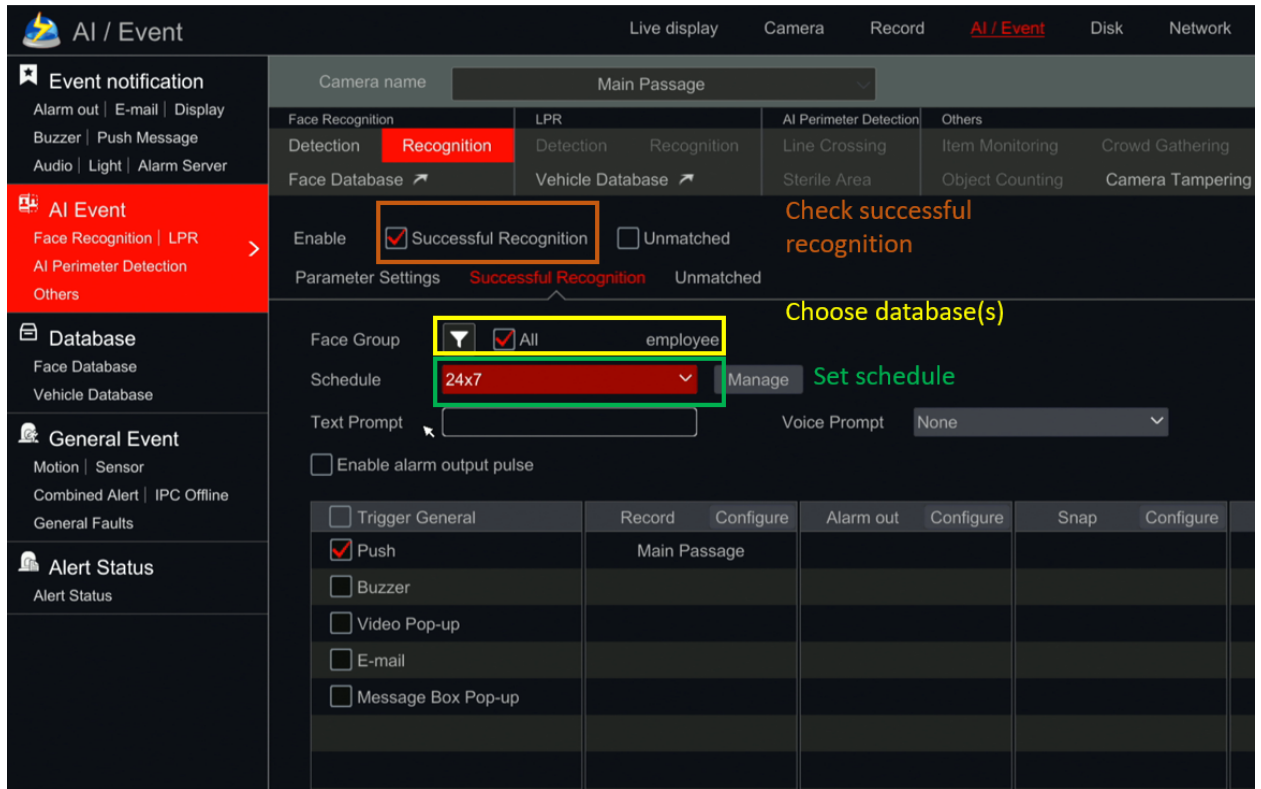 AI / Event
Live display Camera Record AI / Event Disk Network
Event notification
Alarm out | E-mail | Display
Buzzer | Push Message
Audio | Light | Alarm Server
AI Event
Face Recognition | LPR
AI Perimeter Detection
Others
Database
Face Database
Vehicle Database
General Event
Motion | Sensor
Combined Alert | IPC Offline
General Faults
Alert Status
Alert Status
Camera name Main Passage
Face Recognition LPR AI Perimeter Detection Others
Detection Recognition Detection Recognition Line Crossing Item Monitoring Crowd Gathering
Face Database Vehicle Database Sterile Area Object Counting Camera Tampering
Check successful
recognition
Enable Successful Recognition Unmatched
Parameter Settings Successful Recognition Unmatched
Choose database(s)
Face Group All employee
Schedule 24x7 Manage Set schedule
Text Prompt Voice Prompt None
Enable alarm output pulse
Trigger General Record Configure Alarm out Configure Snap Configure
Push Main Passage
Buzzer
Video Pop-up
E-mail
Message Box Pop-up